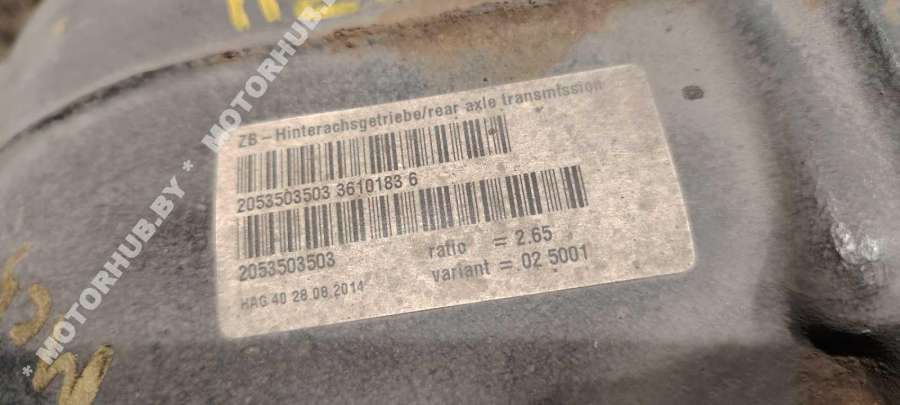 ZB - Hinterachsgetriebe/rear axle transmission
2053503503 3610183 6
2053503503
ratio = 2.65
variant = 02 5001
HAG 40 28.08.2014
* MOTORHUB.BY * MOTORHUB.BY